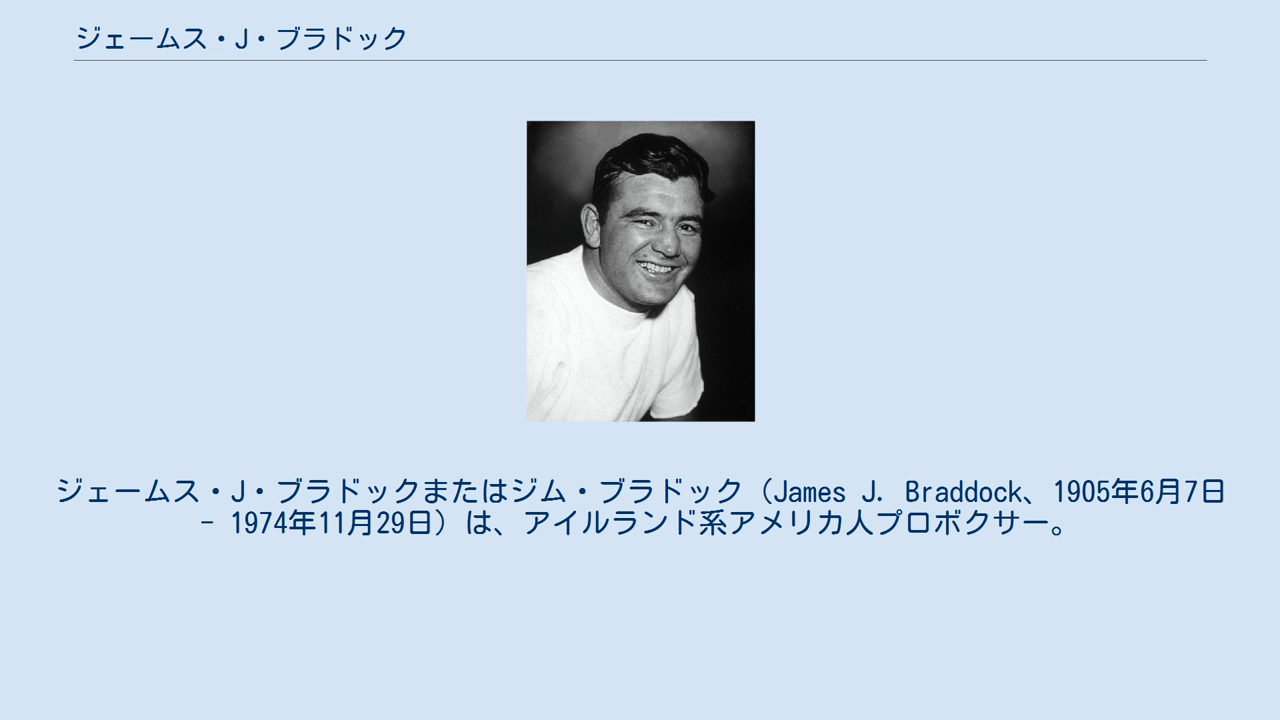 ジェームス・J・ブラドック
ジェームス・J・ブラドックまたはジム・ブラドック（James J. Braddock、1905年6月7日
- 1974年11月29日）は、アイルランド系アメリカ人プロボクサー。